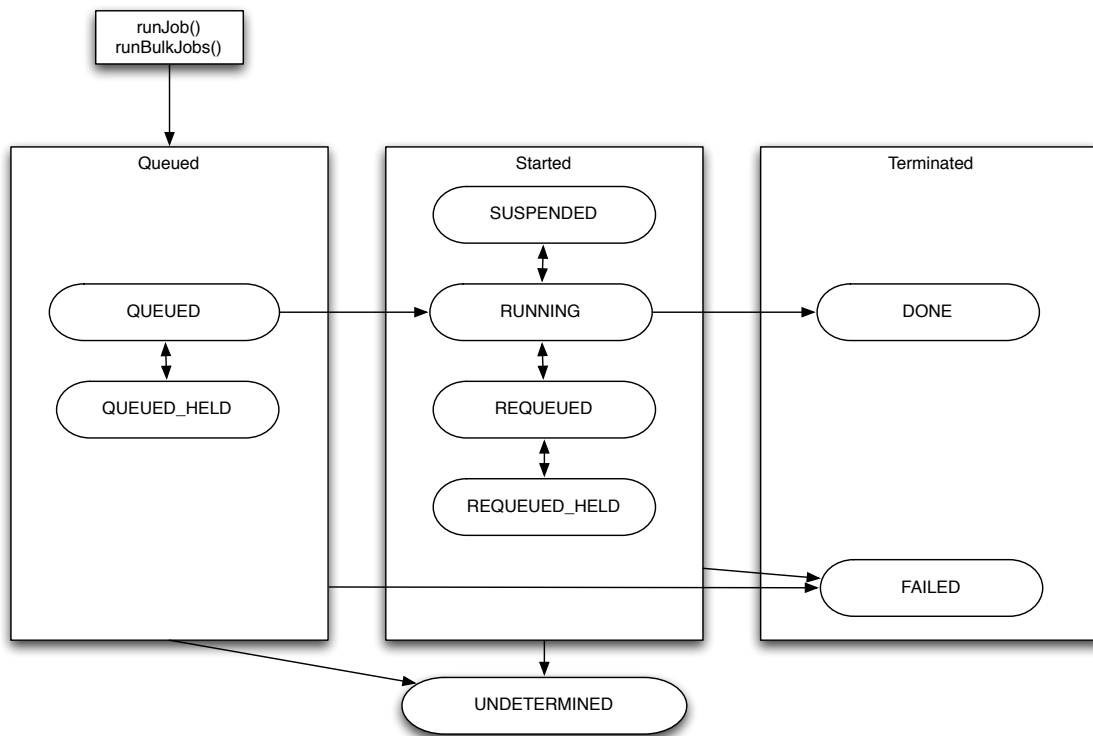 runJob()
runBulkJobs()
Queued
Started
Terminated
SUSPENDED
QUEUED
RUNNING
DONE
QUEUED_HELD
REQUEUED
REQUEUED_HELD
FAILED
UNDETERMINED